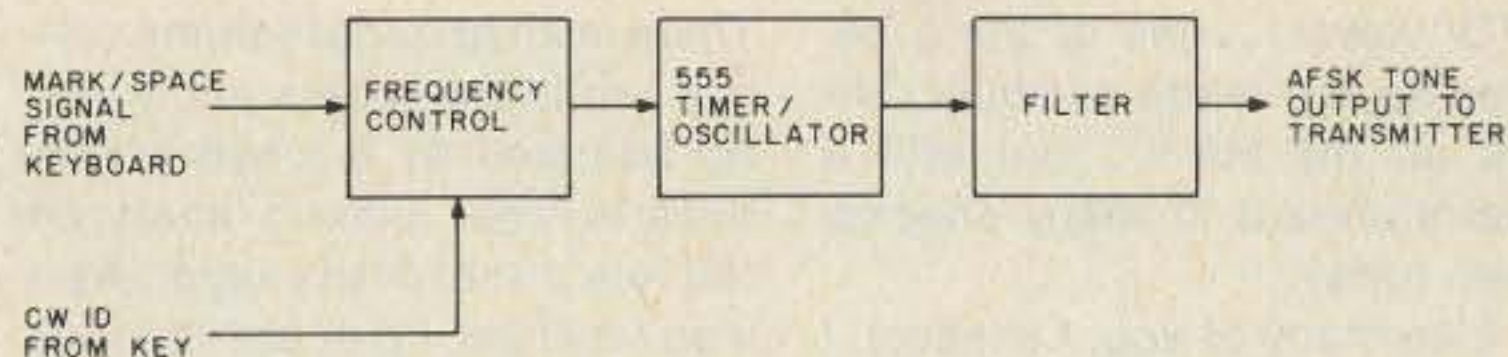 MARK/SPACE
SIGNAL
FROM
KEYBOARD
FREQUENCY
CONTROL
555
TIMER/
OSCILLATOR
FILTER
AFSK TONE
OUTPUT TO
TRANSMITTER
CW ID
FROM KEY